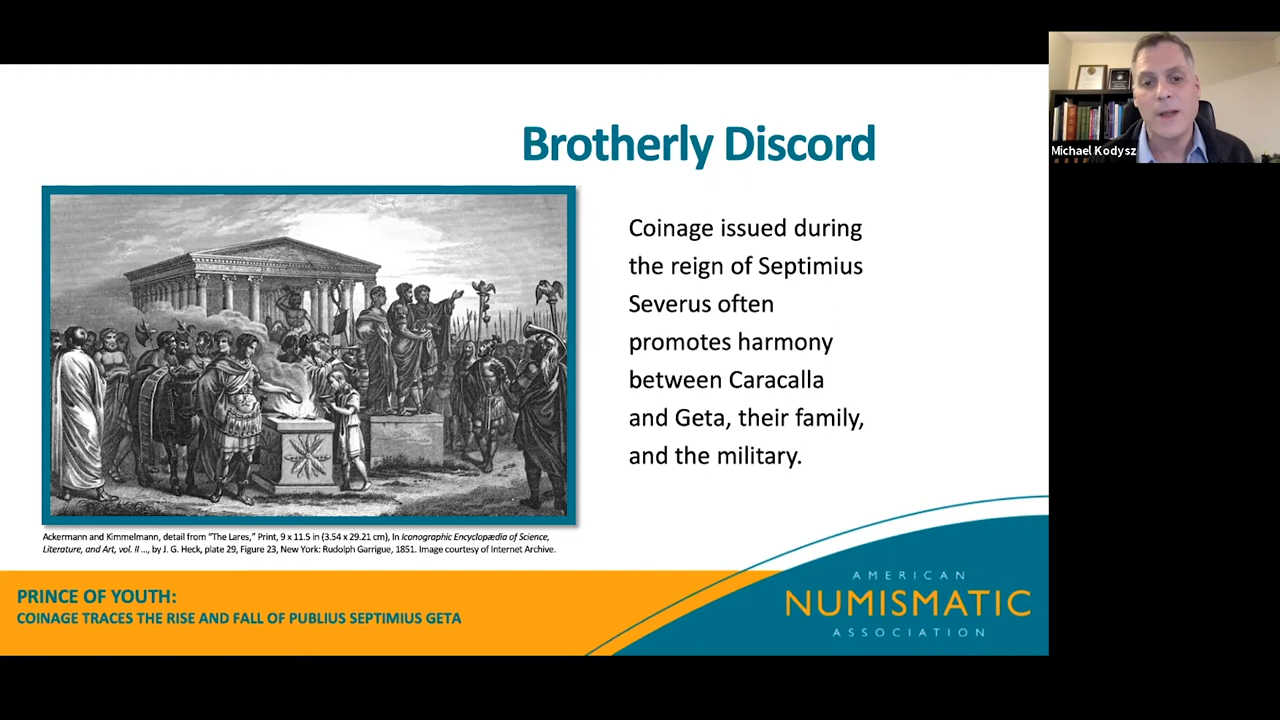 Brotherly Discord
Michael Kodysz
Coinage issued during
the reign of Septimius
Severus often
promotes harmony
between Caracalla
and Geta, their family,
and the military.
Ackermann and Kimmelmann, detail from “The Lares,” Print, 9 x 11.5 in (3.54 x 29.21 cm), In Iconographic Encyclopædia of Science,
Literature, and Art, vol. II ..., by J. G. Heck, plate 29, Figure 23, New York: Rudolph Garrigue, 1851. Image courtesy of Internet Archive.
PRINCE OF YOUTH:
COINAGE TRACES THE RISE AND FALL OF PUBLIUS SEPTIMIUS GETA
AMERICAN
NUMISMATIC
ASSOCIATION